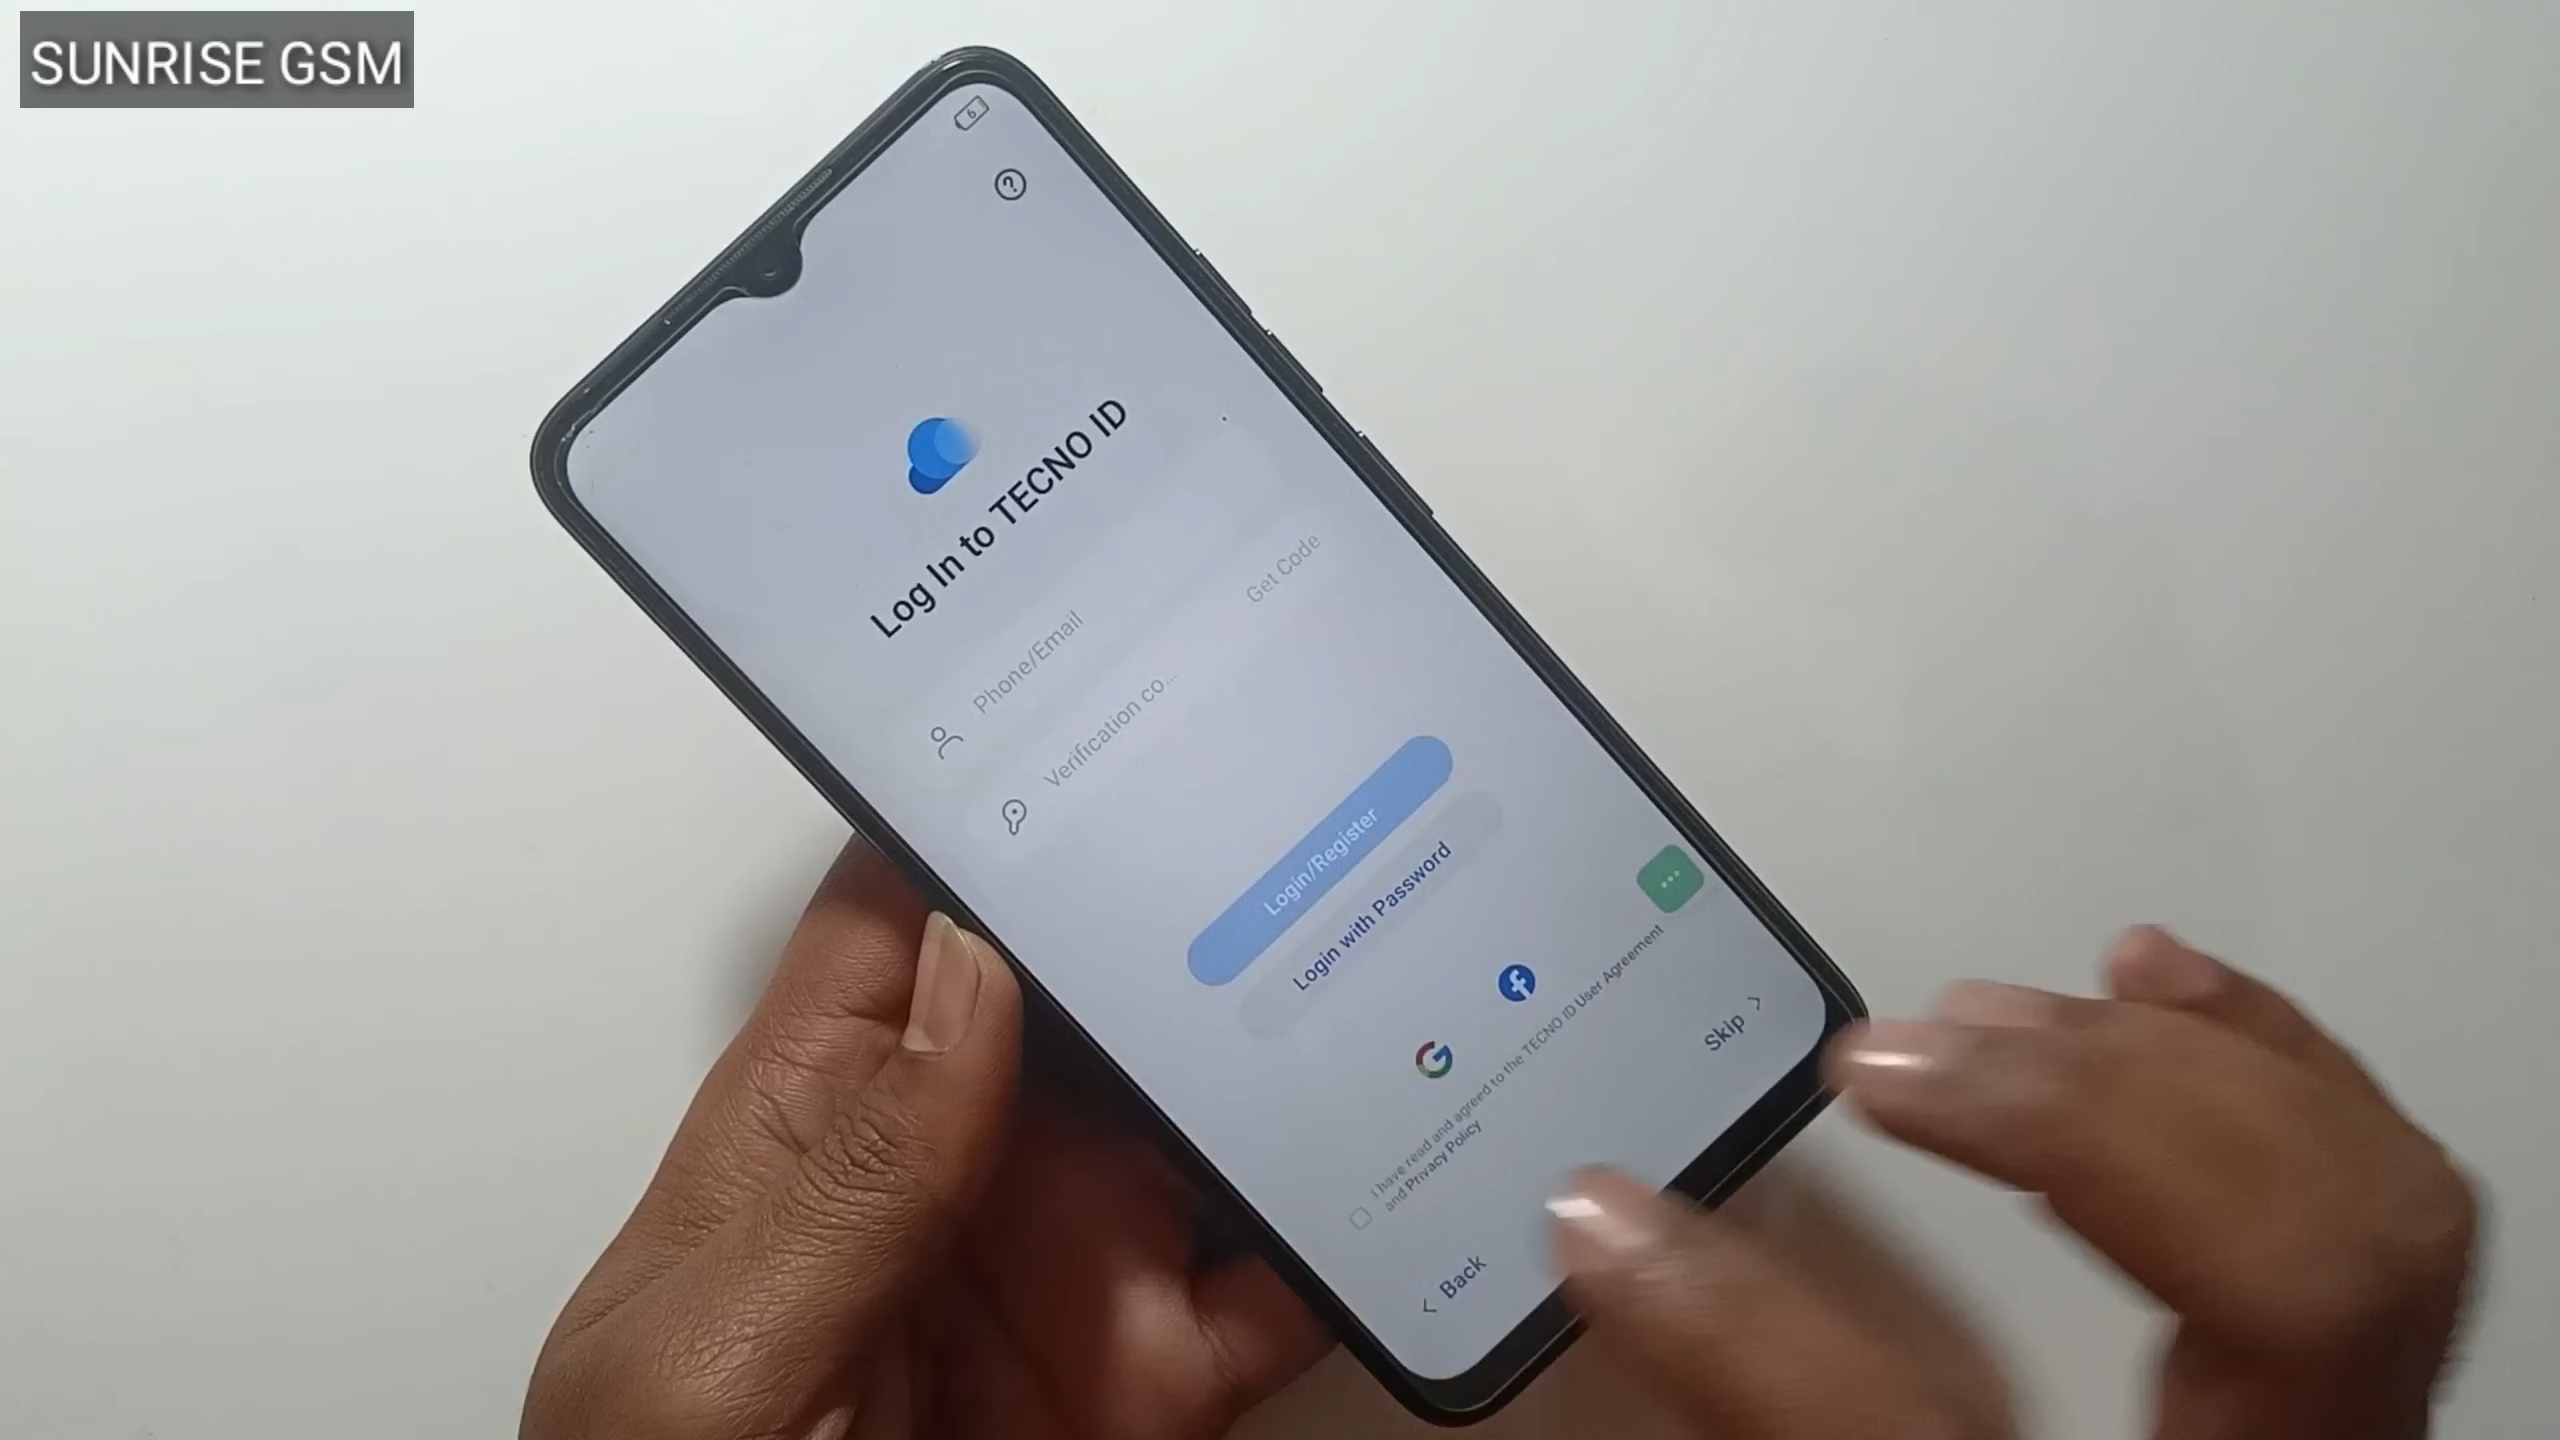 SUNRISE GSM
6
?
Log In to TECNO ID
Phone/Email
Verification co...
Get Code
Login/Register
Login with Password
I have read and agreed to the TECNO ID User Agreement
and Privacy Policy
< Back
Skip >